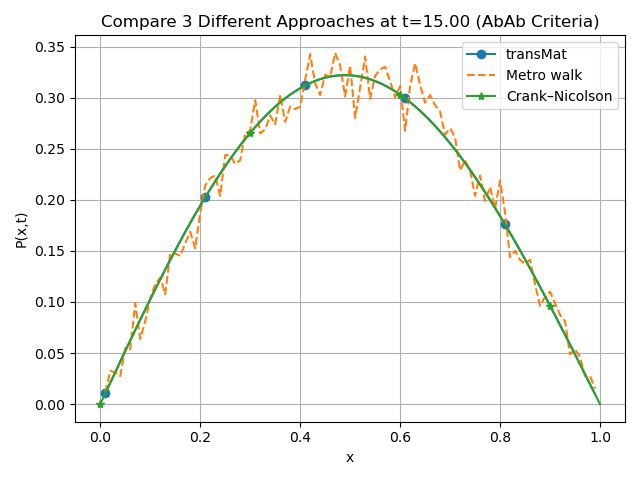 Compare 3 Different Approaches at t=15.00 (AbAb Criteria)
transMat
Metro walk
Crank–Nicolson
P(x,t)
0.35
0.30
0.25
0.20
0.15
0.10
0.05
0.00
0.0 0.2 0.4 0.6 0.8 1.0
x